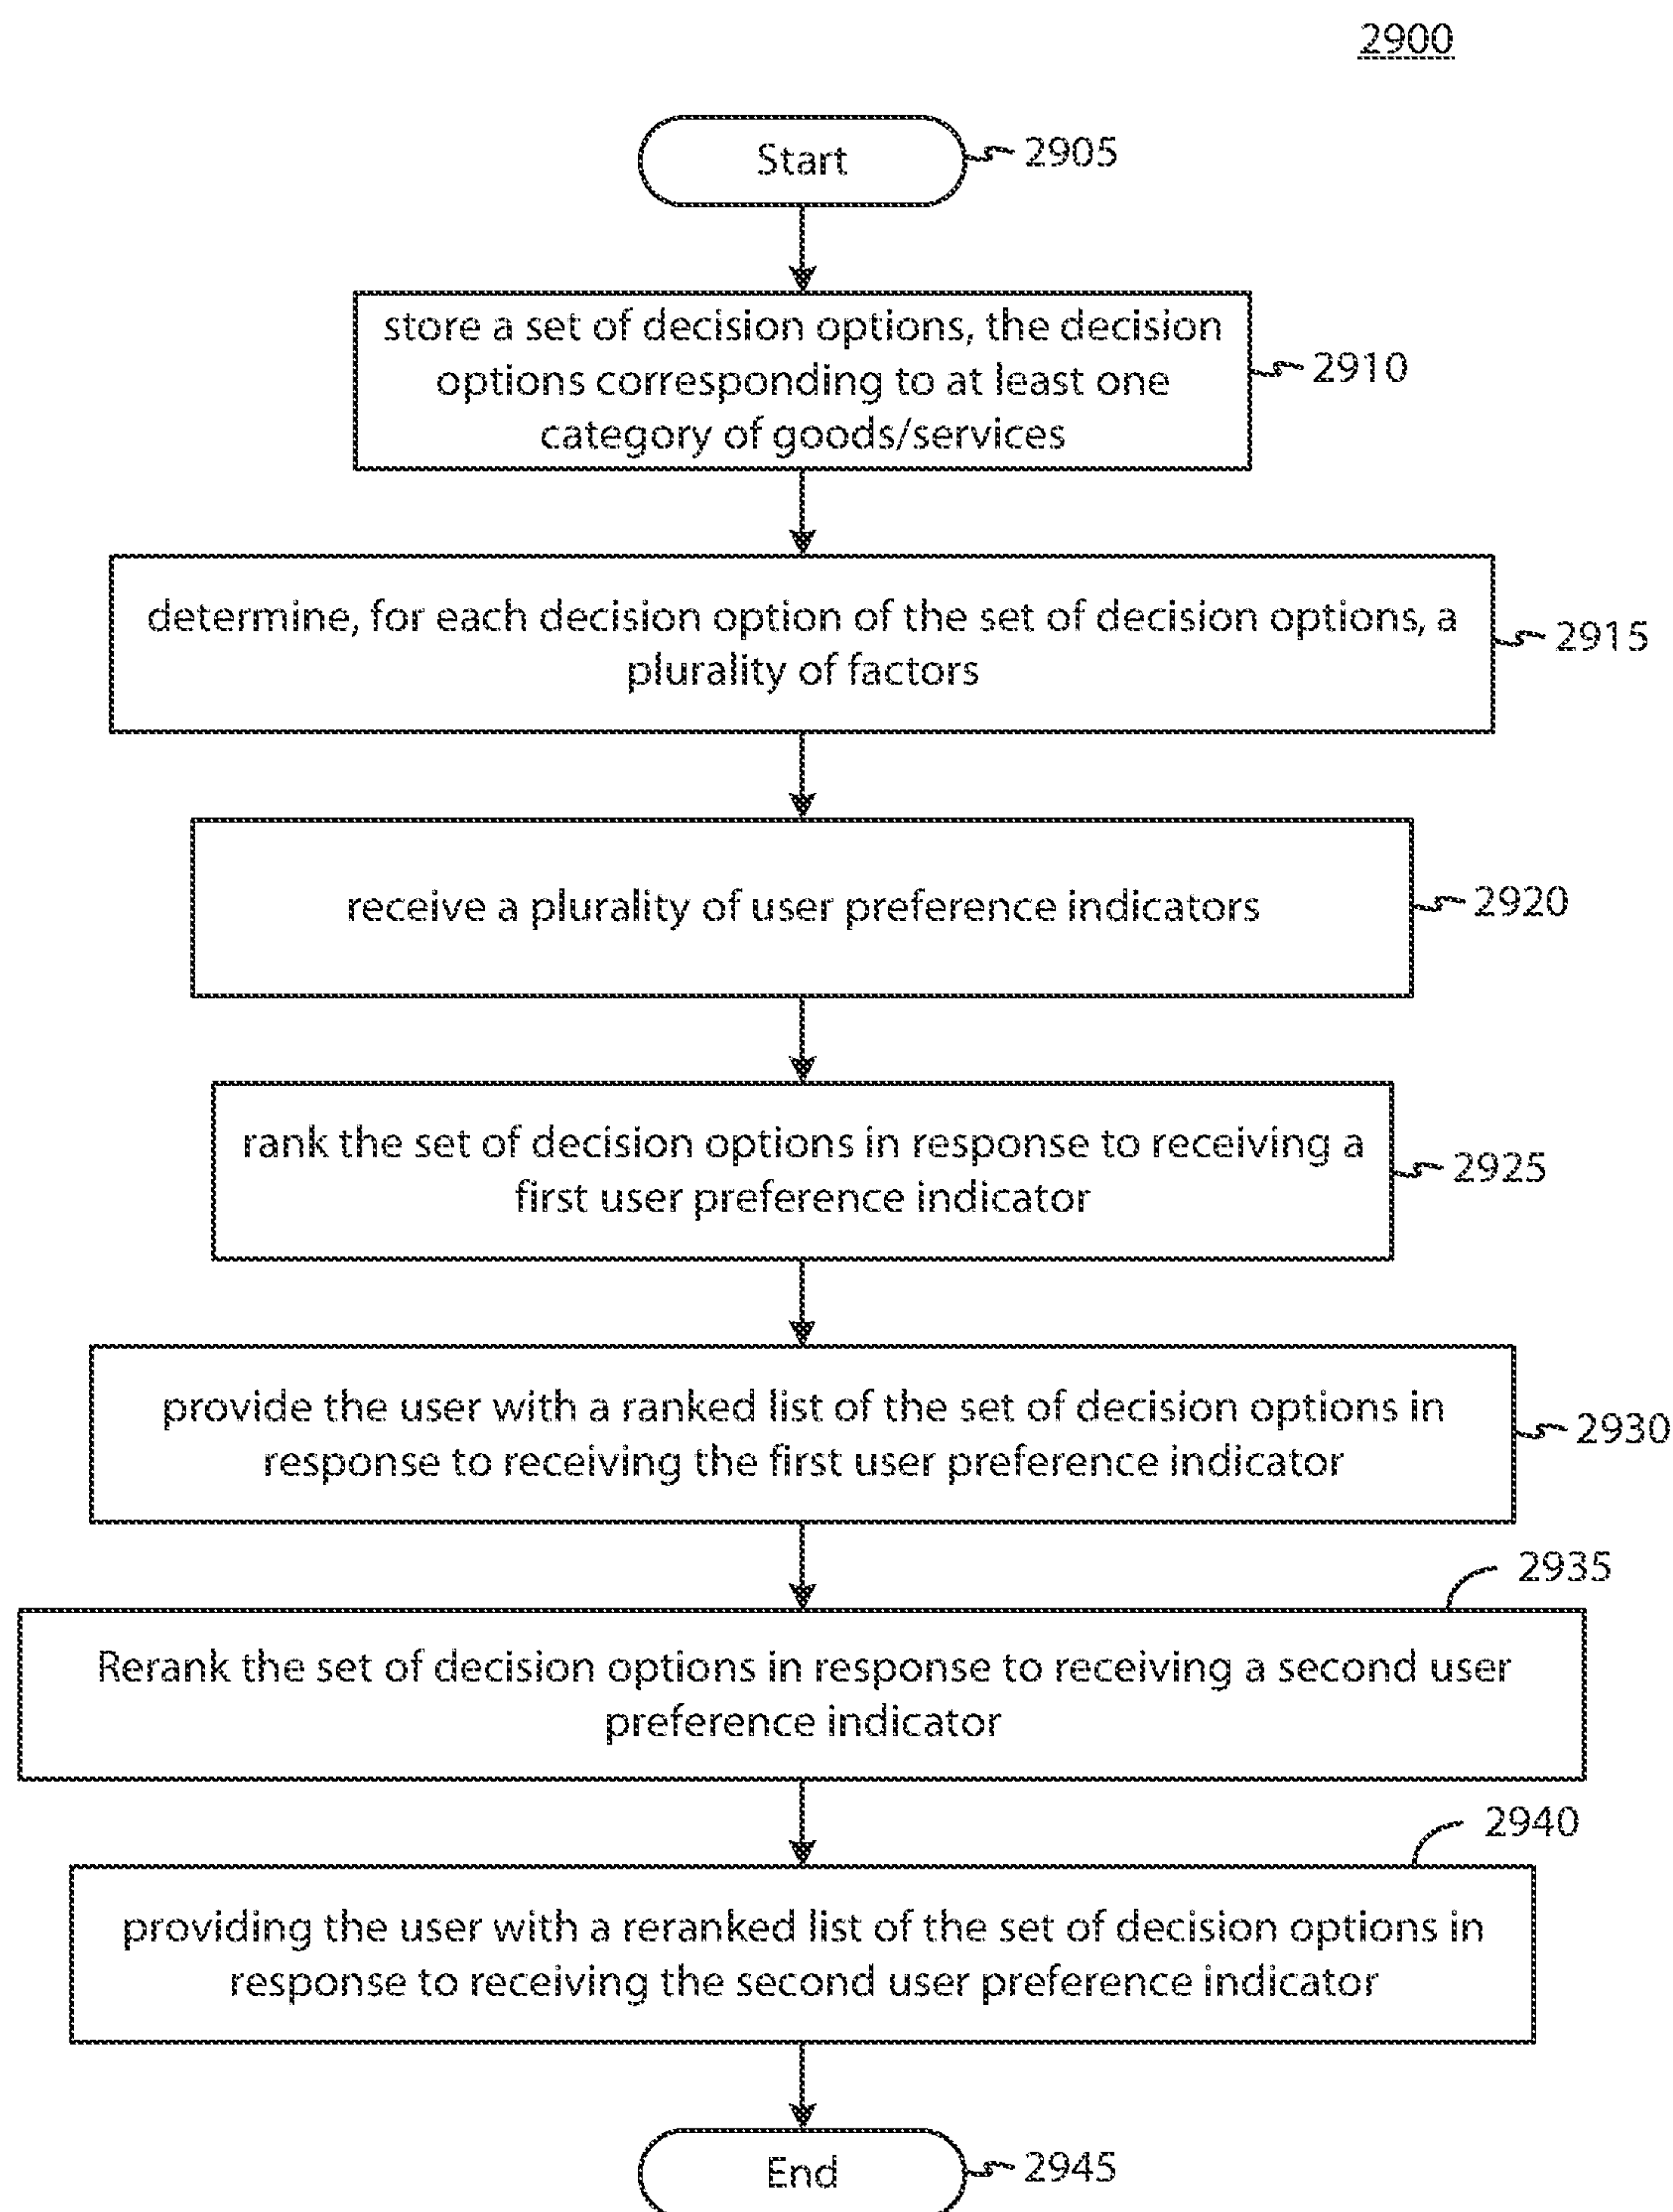 2900
Start
2905
store a set of decision options, the decision
options corresponding to at least one
category of goods/services
2910
determine, for each decision option of the set of decision options, a
plurality of factors
2915
receive a plurality of user preference indicators
2920
rank the set of decision options in response to receiving a
first user preference indicator
2925
provide the user with a ranked list of the set of decision options in
response to receiving the first user preference indicator
2930
2935
Rerank the set of decision options in response to receiving a second user
preference indicator
2940
providing the user with a reranked list of the set of decision options in
response to receiving the second user preference indicator
End
2945